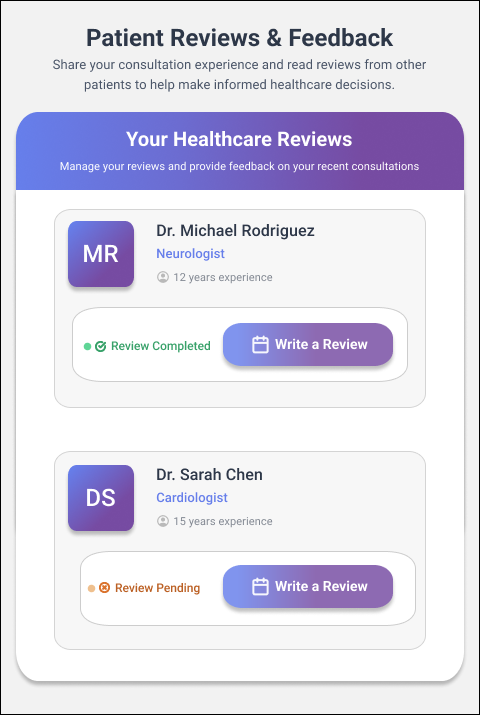 Patient Reviews & Feedback
Share your consultation experience and read reviews from other
patients to help make informed healthcare decisions.
Your Healthcare Reviews
Manage your reviews and provide feedback on your recent consultations
MR
Dr. Michael Rodriguez
Neurologist
12 years experience
Review Completed
Write a Review
DS
Dr. Sarah Chen
Cardiologist
15 years experience
Review Pending
Write a Review